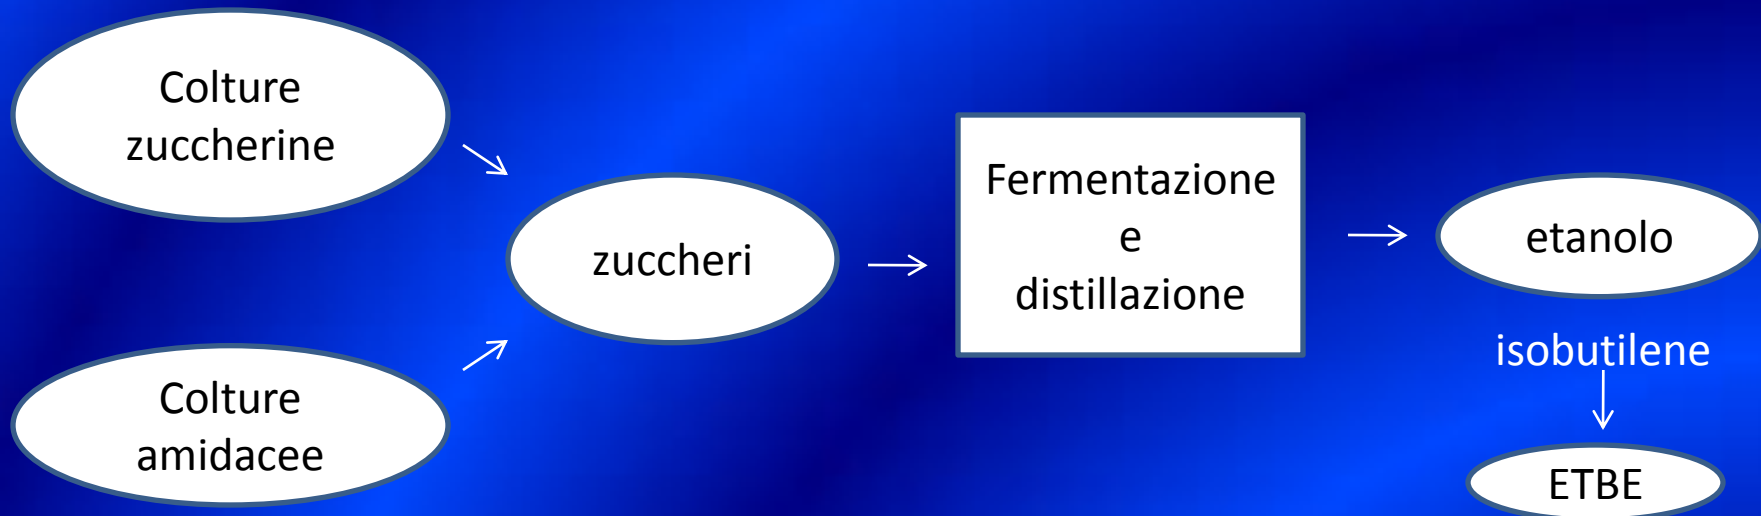 Colture
zuccherine
Colture
amidacee
zuccheri
Fermentazione
e
distillazione
etanolo
isobutilene
ETBE